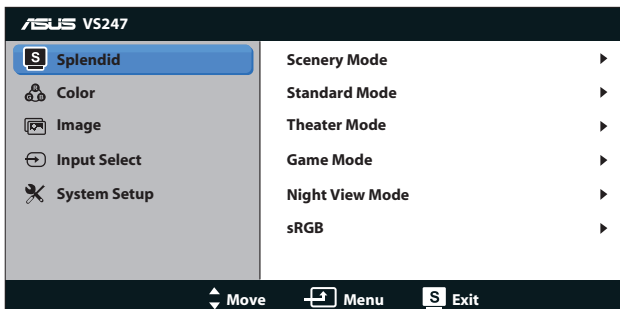 ASUS VS247
S Splendid
Color
Image
Input Select
System Setup
Scenery Mode
Standard Mode
Theater Mode
Game Mode
Night View Mode
sRGB
Move Menu S Exit